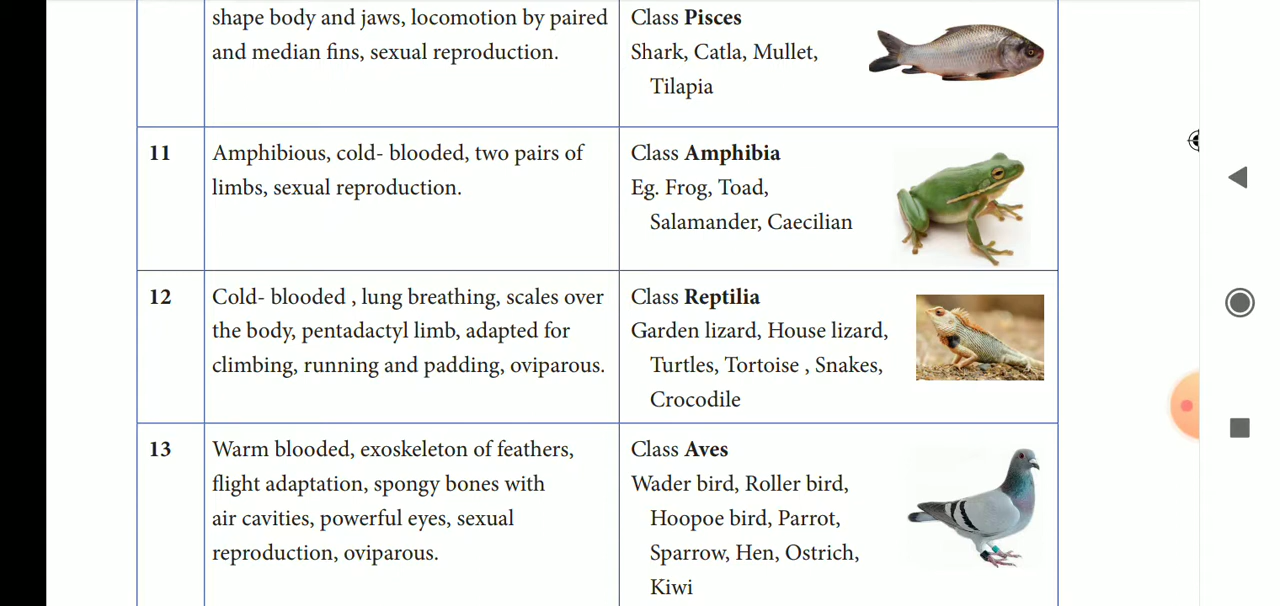 shape body and jaws, locomotion by paired
and median fins, sexual reproduction.
Class Pisces
Shark, Catla, Mullet,
Tilapia
11
Amphibious, cold- blooded, two pairs of
limbs, sexual reproduction.
Class Amphibia
Eg. Frog, Toad,
Salamander, Caecilian
12
Cold- blooded , lung breathing, scales over
the body, pentadactyl limb, adapted for
climbing, running and padding, oviparous.
Class Reptilia
Garden lizard, House lizard,
Turtles, Tortoise , Snakes,
Crocodile
13
Warm blooded, exoskeleton of feathers,
flight adaptation, spongy bones with
air cavities, powerful eyes, sexual
reproduction, oviparous.
Class Aves
Wader bird, Roller bird,
Hoopoe bird, Parrot,
Sparrow, Hen, Ostrich,
Kiwi